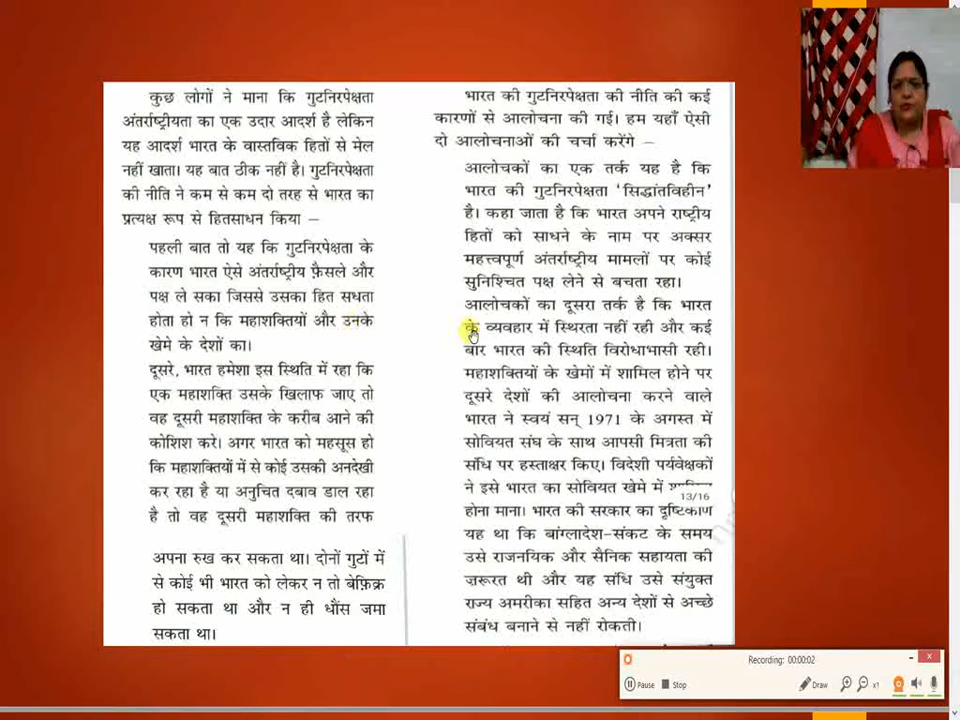 कुछ लोगों ने माना कि गुटनिरपेक्षता
अंतर्राष्ट्रीयता का एक उदार आदर्श है लेकिन
यह आदर्श भारत के वास्तविक हितों से मेल
नहीं खाता। यह बात ठीक नहीं है। गुटनिरपेक्षता
की नीति ने कम से कम दो तरह से भारत का
प्रत्यक्ष रूप से हितसाधन किया –
पहली बात तो यह कि गुटनिरपेक्षता के
कारण भारत ऐसे अंतर्राष्ट्रीय फ़ैसले और
पक्ष ले सका जिससे उसका हित सधता
होता हो न कि महाशक्तियों और उनके
खेमे के देशों का।
दूसरे, भारत हमेशा इस स्थिति में रहा कि
एक महाशक्ति उसके खिलाफ जाए तो
वह दूसरी महाशक्ति के करीब आने की
कोशिश करे। अगर भारत को महसूस हो
कि महाशक्तियों में से कोई उसकी अनदेखी
कर रहा है या अनुचित दबाव डाल रहा
है तो वह दूसरी महाशक्ति की तरफ
अपना रुख कर सकता था। दोनों गुटों में
से कोई भी भारत को लेकर न तो बेफ़िक्र
हो सकता था और न ही धौंस जमा
सकता था।
भारत की गुटनिरपेक्षता की नीति की कई
कारणों से आलोचना की गई। हम यहाँ ऐसी
दो आलोचनाओं की चर्चा करेंगे –
आलोचकों का एक तर्क यह है कि
भारत की गुटनिरपेक्षता 'सिद्धांतविहीन'
है। कहा जाता है कि भारत अपने राष्ट्रीय
हितों को साधने के नाम पर अक्सर
महत्त्वपूर्ण अंतर्राष्ट्रीय मामलों पर कोई
सुनिश्चित पक्ष लेने से बचता रहा।
आलोचकों का दूसरा तर्क है कि भारत
के व्यवहार में स्थिरता नहीं रही और कई
बार भारत की स्थिति विरोधाभासी रही।
महाशक्तियों के खेमों में शामिल होने पर
दूसरे देशों की आलोचना करने वाले
भारत ने स्वयं सन् 1971 के अगस्त में
सोवियत संघ के साथ आपसी मित्रता की
संधि पर हस्ताक्षर किए। विदेशी पर्यवेक्षकों
ने इसे भारत का सोवियत खेमे में
13/16
होना माना। भारत की सरकार का दृष्टिकोण
यह था कि बांग्लादेश-संकट के समय
उसे राजनयिक और सैनिक सहायता की
ज़रूरत थी और यह संधि उसे संयुक्त
राज्य अमरीका सहित अन्य देशों से अच्छे
संबंध बनाने से नहीं रोकती।
Recording: 00:00:02
Pause Stop Draw x1